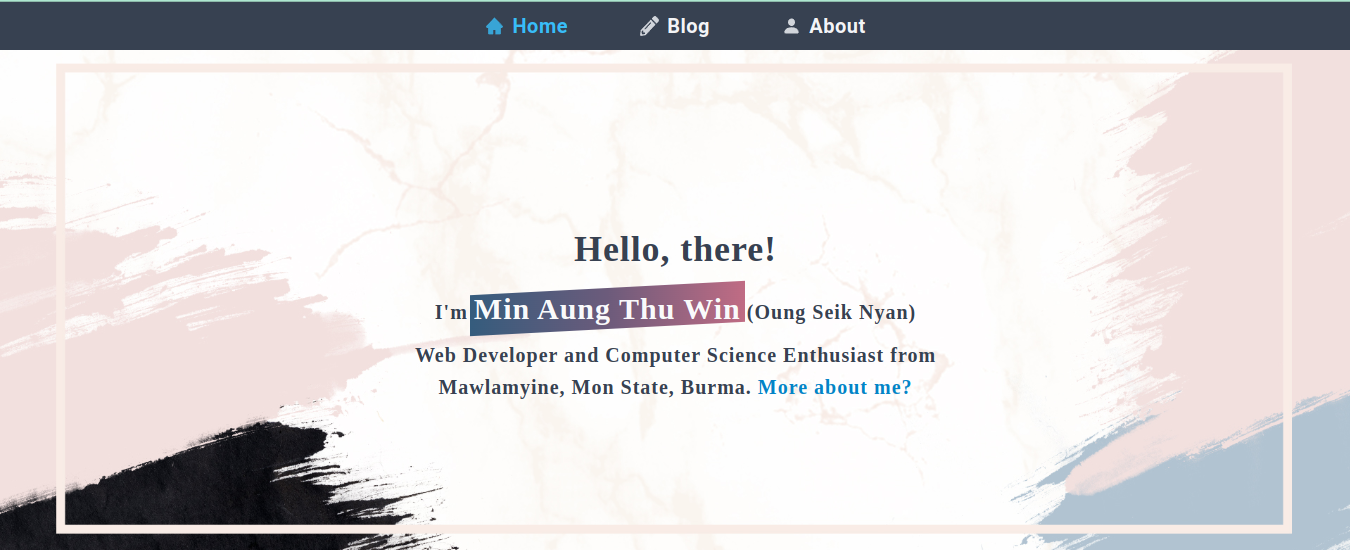 Home Blog About
Hello, there!
I'm Min Aung Thu Win (Oung Seik Nyan)
Web Developer and Computer Science Enthusiast from
Mawlamyine, Mon State, Burma. More about me?